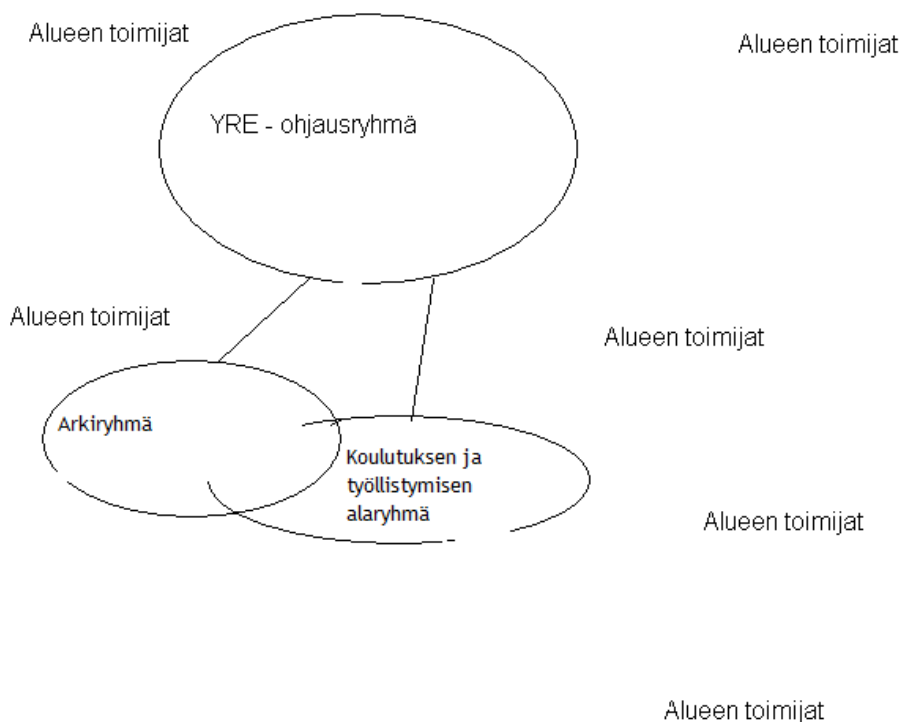 Alueen toimijat
Alueen toimijat
YRE - ohjausryhmä
Alueen toimijat
Alueen toimijat
Arkiryhmä
Koulutuksen ja
työllistymisen
alaryhmä
Alueen toimijat
Alueen toimijat